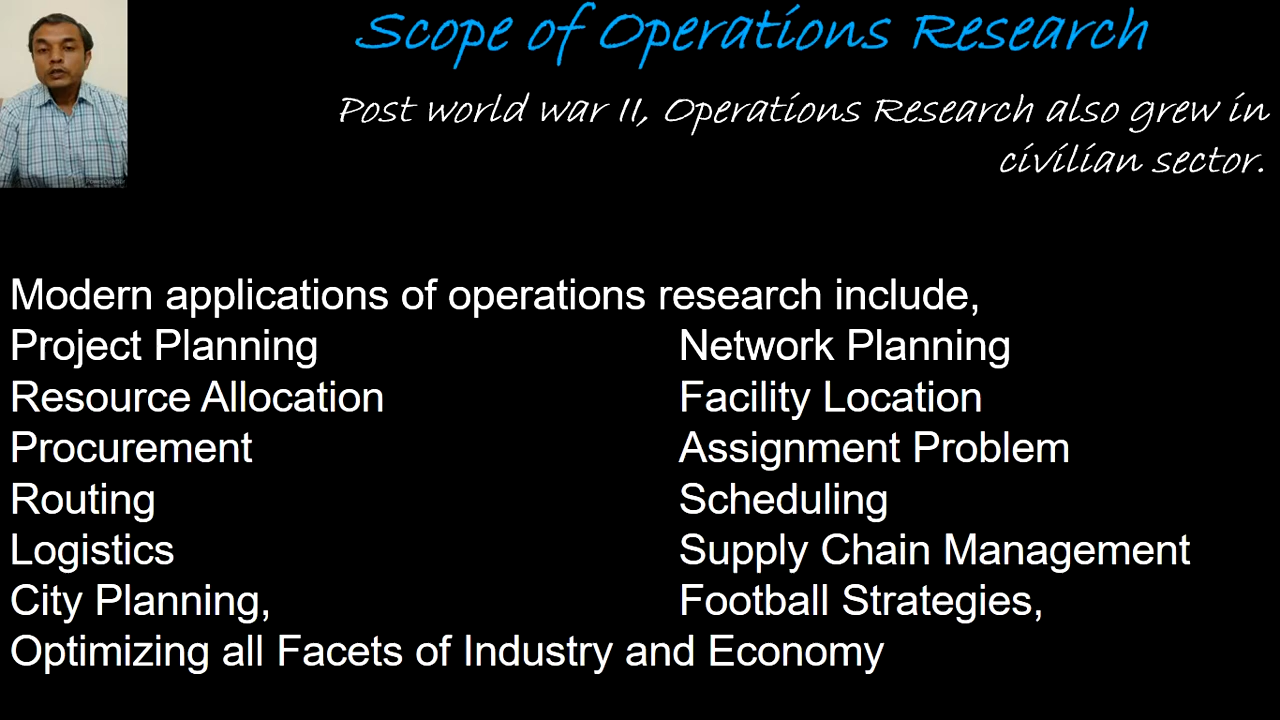 Scope of Operations Research
Post world war II, Operations Research also grew in
civilian sector.
Modern applications of operations research include,
Project Planning
Network Planning
Resource Allocation
Facility Location
Procurement
Assignment Problem
Routing
Scheduling
Logistics
Supply Chain Management
City Planning,
Football Strategies,
Optimizing all Facets of Industry and Economy